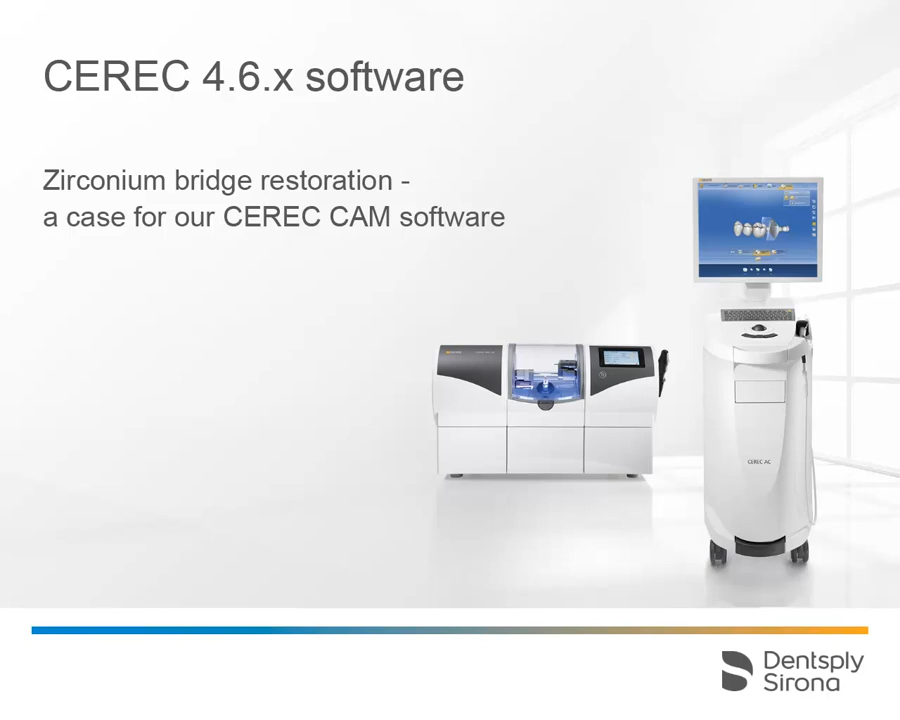 CEREC 4.6.x software
Zirconium bridge restoration -
a case for our CEREC CAM software
CEREC AC
Dentsply
Sirona